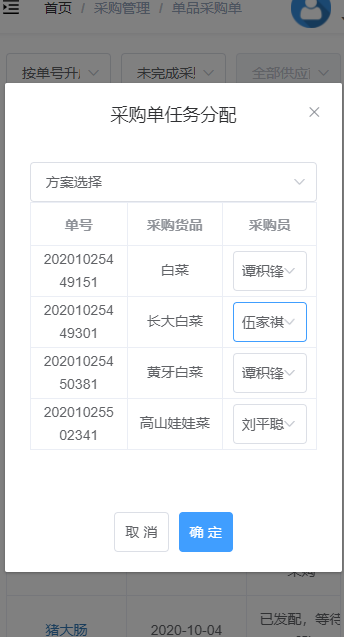 首页 / 采购管理 / 单品采购单
按单号升
未完成采
全部供应
采购单任务分配
方案选择
单号 采购货品 采购员
202010254 白菜 谭积锋
49151
202010254 长大白菜 伍家祺
49301
202010254 黄牙白菜 谭积锋
50381
202010255 高山娃娃菜 刘平聪
02341
取 消 确 定
采购
猪大肠 2020-10-04 已发配，等待